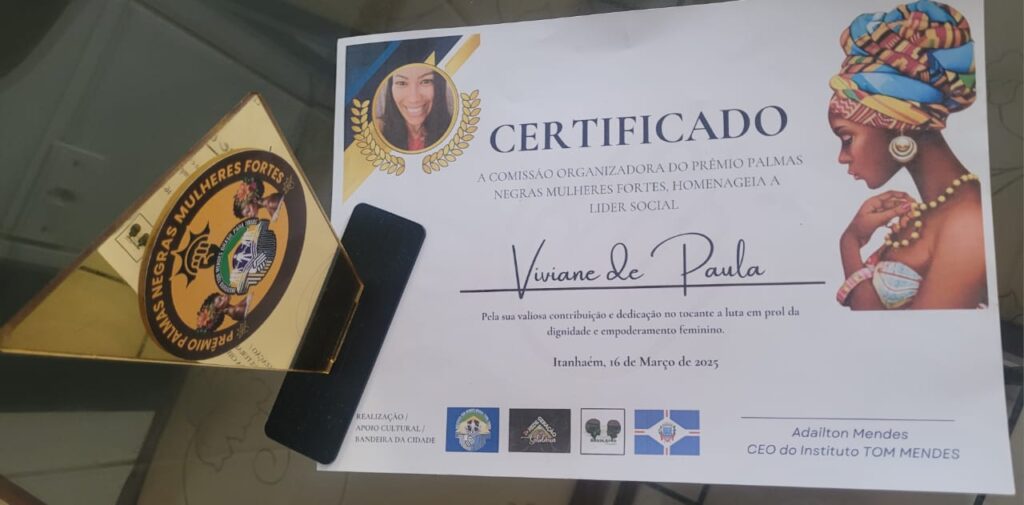 PRÊMIO PALMAS NEGRAS MULHERES FORTES
CERTIFICADO
A COMISSÃO ORGANIZADORA DO PRÊMIO PALMAS
NEGRAS MULHERES FORTES, HOMENAGEIA A
LIDER SOCIAL
Viviane de Paula
Pela sua valiosa contribuição e dedicação no tocante a luta em prol da
dignidade e empoderamento feminino.
Itanhaém, 16 de Março de 2025
REALIZAÇÃO /
APOIO CULTURAL /
BANDEIRA DA CIDADE
Adailton Mendes
CEO do Instituto TOM MENDES